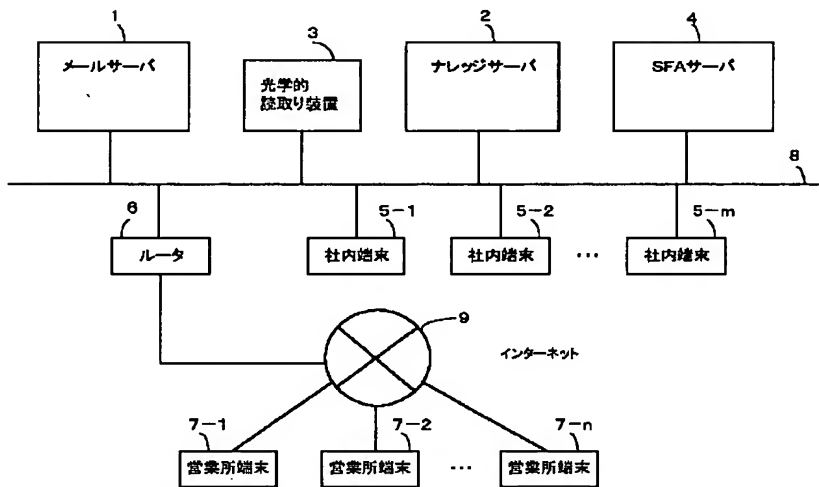 1
メールサーバ
3
光学的
読取り装置
2
ナレッジサーバ
4
SFAサーバ
8
6
ルータ
5-1
社内端末
5-2
社内端末
...
5-m
社内端末
9
インターネット
7-1
営業所端末
7-2
営業所端末
...
7-n
営業所端末